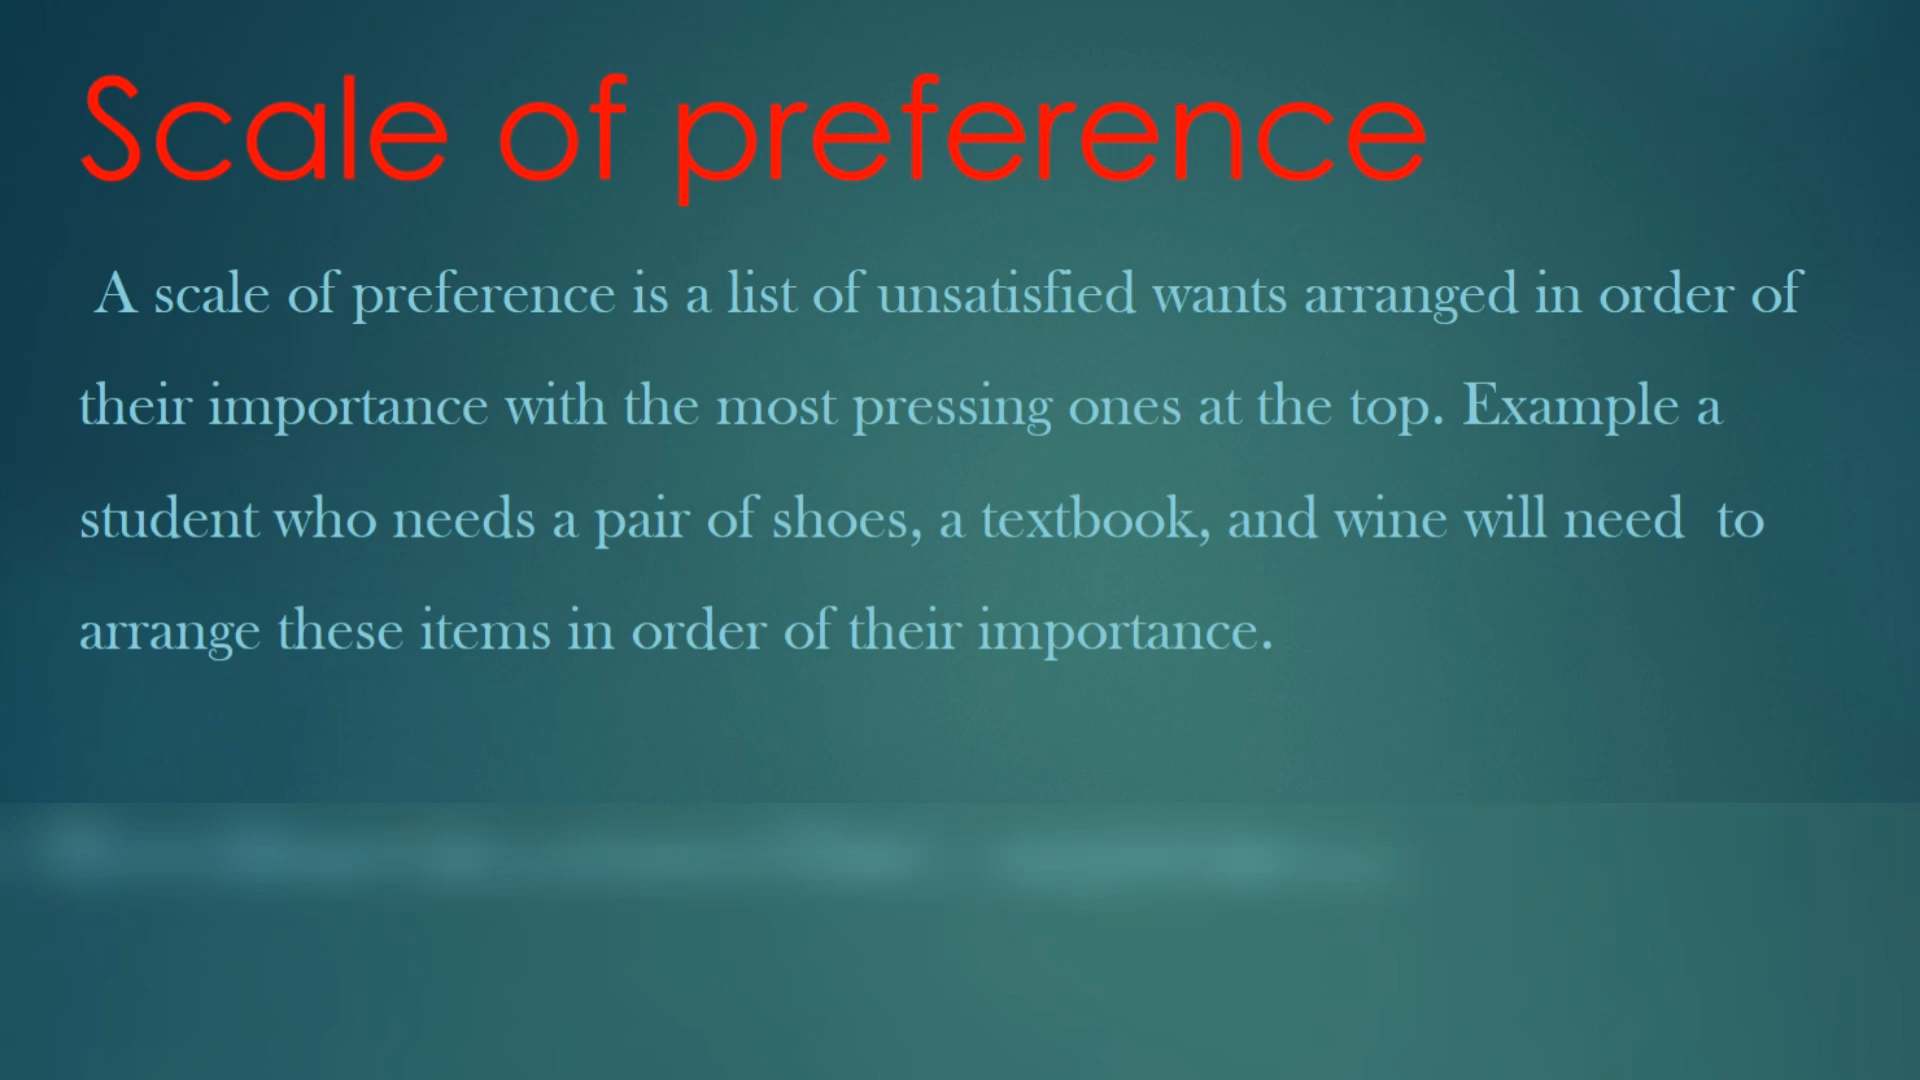 Scale of preference
A scale of preference is a list of unsatisfied wants arranged in order of
their importance with the most pressing ones at the top. Example a
student who needs a pair of shoes, a textbook, and wine will need  to
arrange these items in order of their importance.